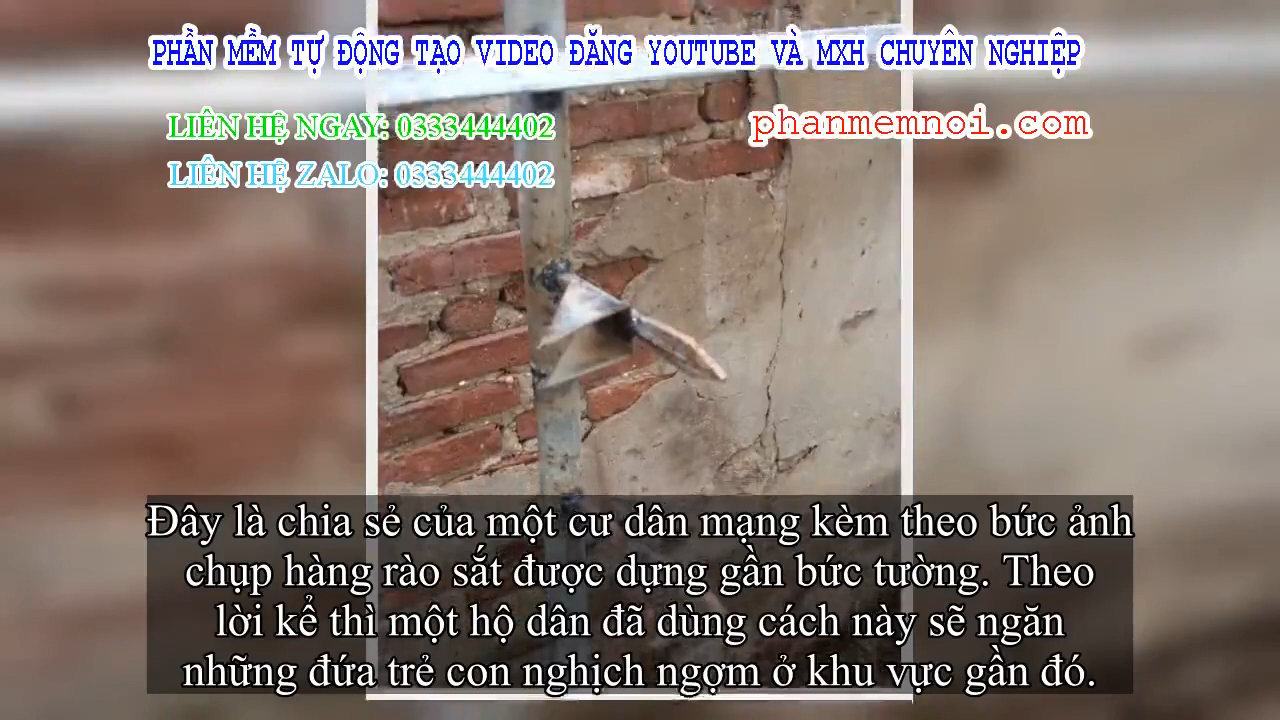 PHẦN MỀM TỰ ĐỘNG TẠO VIDEO ĐĂNG YOUTUBE VÀ MXH CHUYÊN NGHIỆP
LIÊN HỆ NGAY: 0333444402
phanmemnoi.com
LIÊN HỆ ZALO: 0333444402
Đây là chia sẻ của một cư dân mạng kèm theo bức ảnh
chụp hàng rào sắt được dựng gần bức tường. Theo
lời kể thì một hộ dân đã dùng cách này sẽ ngăn
những đứa trẻ con nghịch ngợm ở khu vực gần đó.